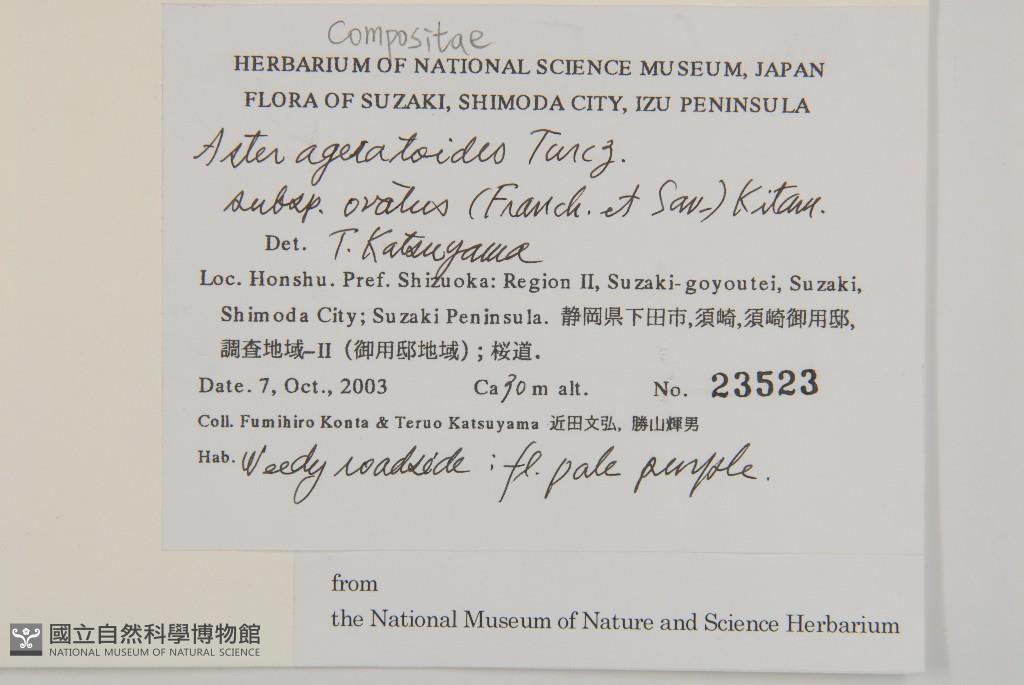 Compositae
HERBARIUM OF NATIONAL SCIENCE MUSEUM, JAPAN
FLORA OF SUZAKI, SHIMODA CITY, IZU PENINSULA
Aster ageratoides Turcz.
subsp. ovatus (Franch. et Sav.) Kitam.
Det. T. Katsuyama
Loc. Honshu. Pref. Shizuoka: Region II, Suzaki-goyoutei, Suzaki,
Shimoda City; Suzaki Peninsula. 静岡県下田市,須崎,須崎御用邸,
調査地域–II (御用邸地域) ; 桜道.
Date. 7, Oct., 2003 Ca 30 m alt. No. 23523
Coll. Fumihiro Konta & Teruo Katsuyama 近田文弘, 勝山輝男
Hab. Weedy roadside ; fl. pale purple.
from
the National Museum of Nature and Science Herbarium
國立自然科學博物館
NATIONAL MUSEUM OF NATURAL SCIENCE